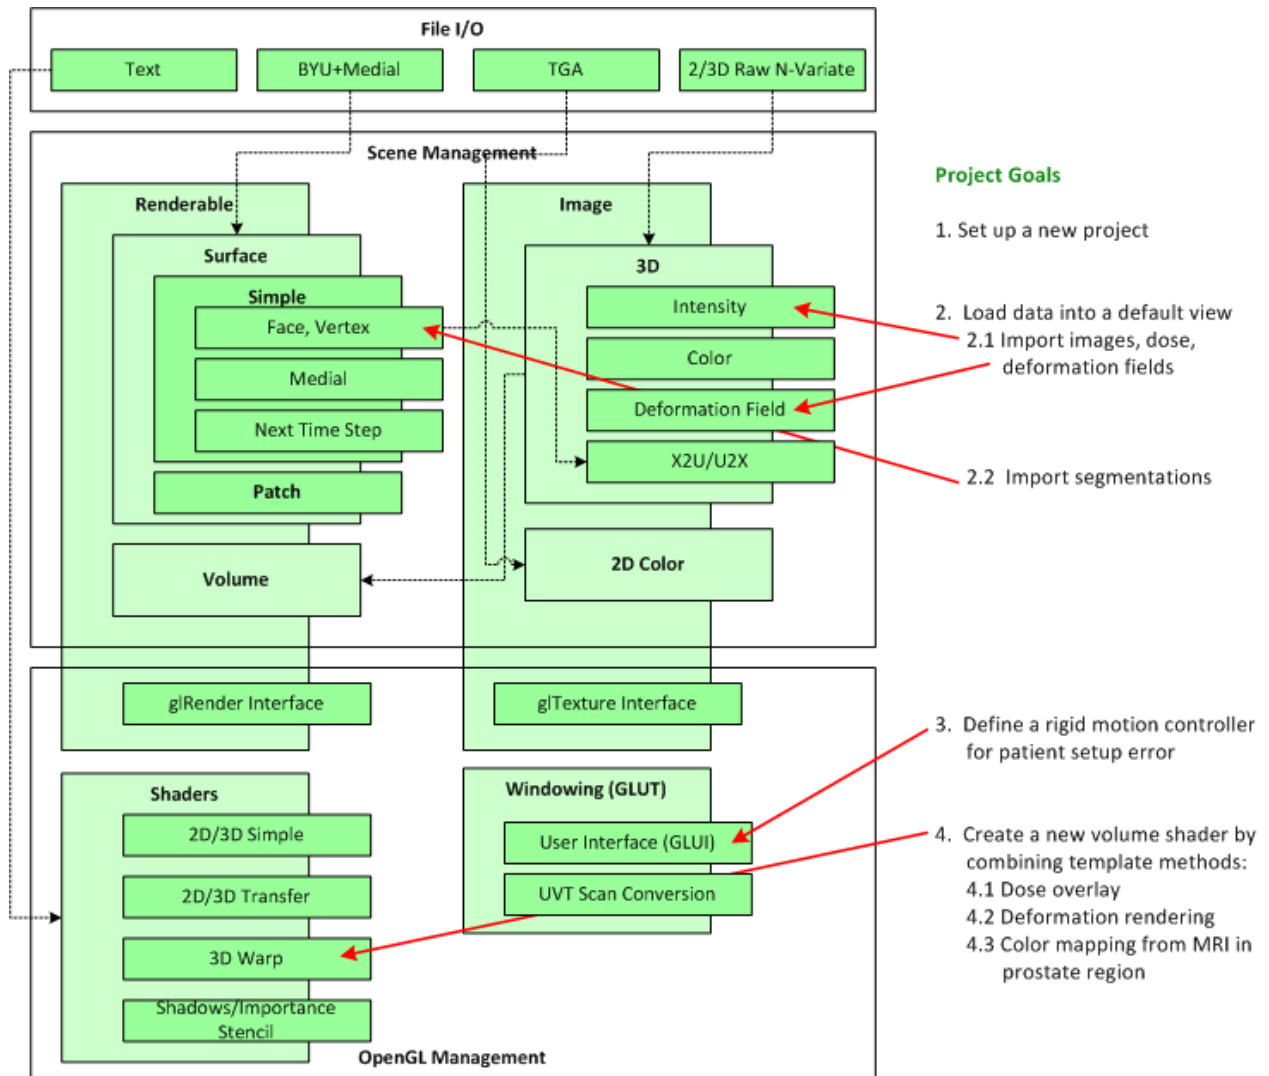 File I/O
Text
BYU+Medial
TGA
2/3D Raw N-Variate
Scene Management
Renderable
Surface
Simple
Face, Vertex
Medial
Next Time Step
Patch
Volume
Image
3D
Intensity
Color
Deformation Field
X2U/U2X
2D Color
glRender Interface
glTexture Interface
Shaders
2D/3D Simple
2D/3D Transfer
3D Warp
Shadows/Importance
Stencil
Windowing (GLUT)
User Interface (GLUI)
UVT Scan Conversion
OpenGL Management
Project Goals
1. Set up a new project
2. Load data into a default view
2.1 Import images, dose,
deformation fields
2.2 Import segmentations
3. Define a rigid motion controller
for patient setup error
4. Create a new volume shader by
combining template methods:
4.1 Dose overlay
4.2 Deformation rendering
4.3 Color mapping from MRI in
prostate region